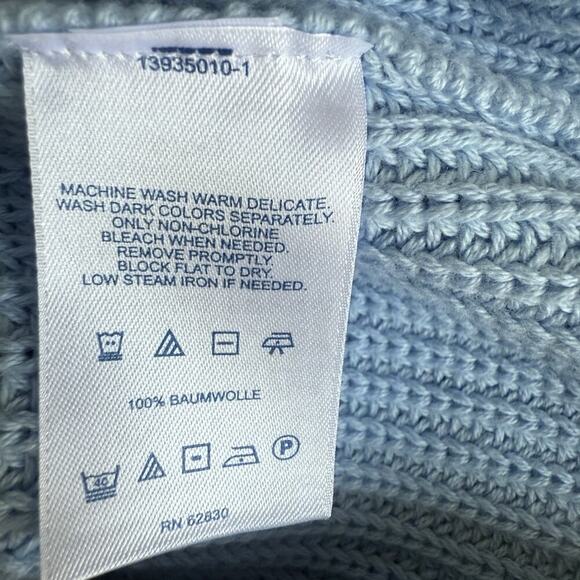 13935010-1
MACHINE WASH WARM DELICATE.
WASH DARK COLORS SEPARATELY.
ONLY NON-CHLORINE
BLEACH WHEN NEEDED.
REMOVE PROMPTLY.
BLOCK FLAT TO DRY.
LOW STEAM IRON IF NEEDED.
100% BAUMWOLLE
40 P
RN 62830